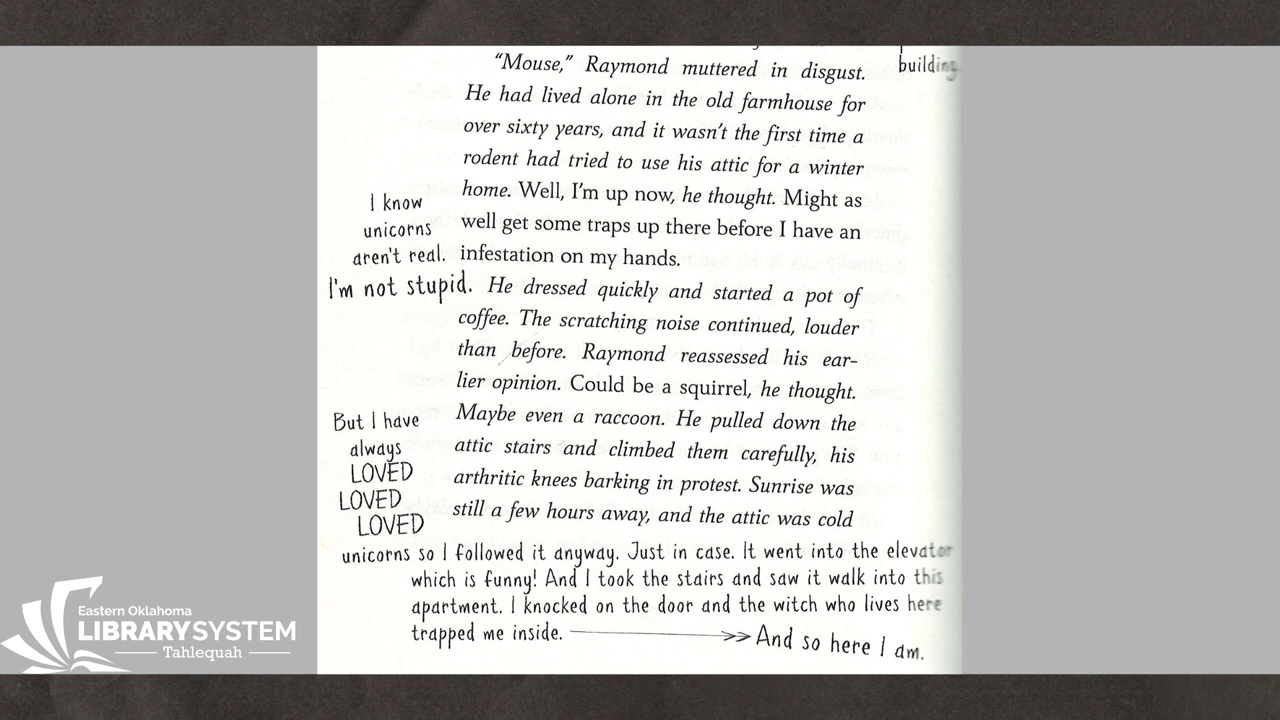 building.
"Mouse," Raymond muttered in disgust.
He had lived alone in the old farmhouse for
over sixty years, and it wasn't the first time a
rodent had tried to use his attic for a winter
home. Well, I'm up now, he thought. Might as
well get some traps up there before I have an
infestation on my hands.
I know
unicorns
aren't real.
I'm not stupid.
He dressed quickly and started a pot of
coffee. The scratching noise continued, louder
than before. Raymond reassessed his ear-
lier opinion. Could be a squirrel, he thought.
Maybe even a raccoon. He pulled down the
attic stairs and climbed them carefully, his
arthritic knees barking in protest. Sunrise was
still a few hours away, and the attic was cold
But I have
always
LOVED
LOVED
LOVED
unicorns so I followed it anyway. Just in case. It went into the elevator
which is funny! And I took the stairs and saw it walk into this
apartment. I knocked on the door and the witch who lives here
trapped me inside. And so here I am.
Eastern Oklahoma
LIBRARYSYSTEM
Tahlequah